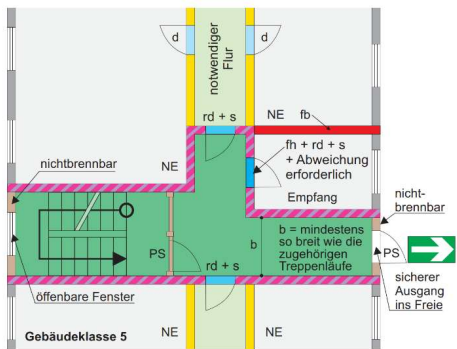 d
notwendiger
Flur
d
rd + s
NE
fb
nichtbrennbar
NE
fh + rd + s
+ Abweichung
erforderlich
Empfang
nicht-
brennbar
b = mindestens
so breit wie die
zugehörigen
Treppenläufe
b
PS
PS
rd + s
sicherer
Ausgang
ins Freie
öffenbare Fenster
NE
NE
Gebäudeklasse 5